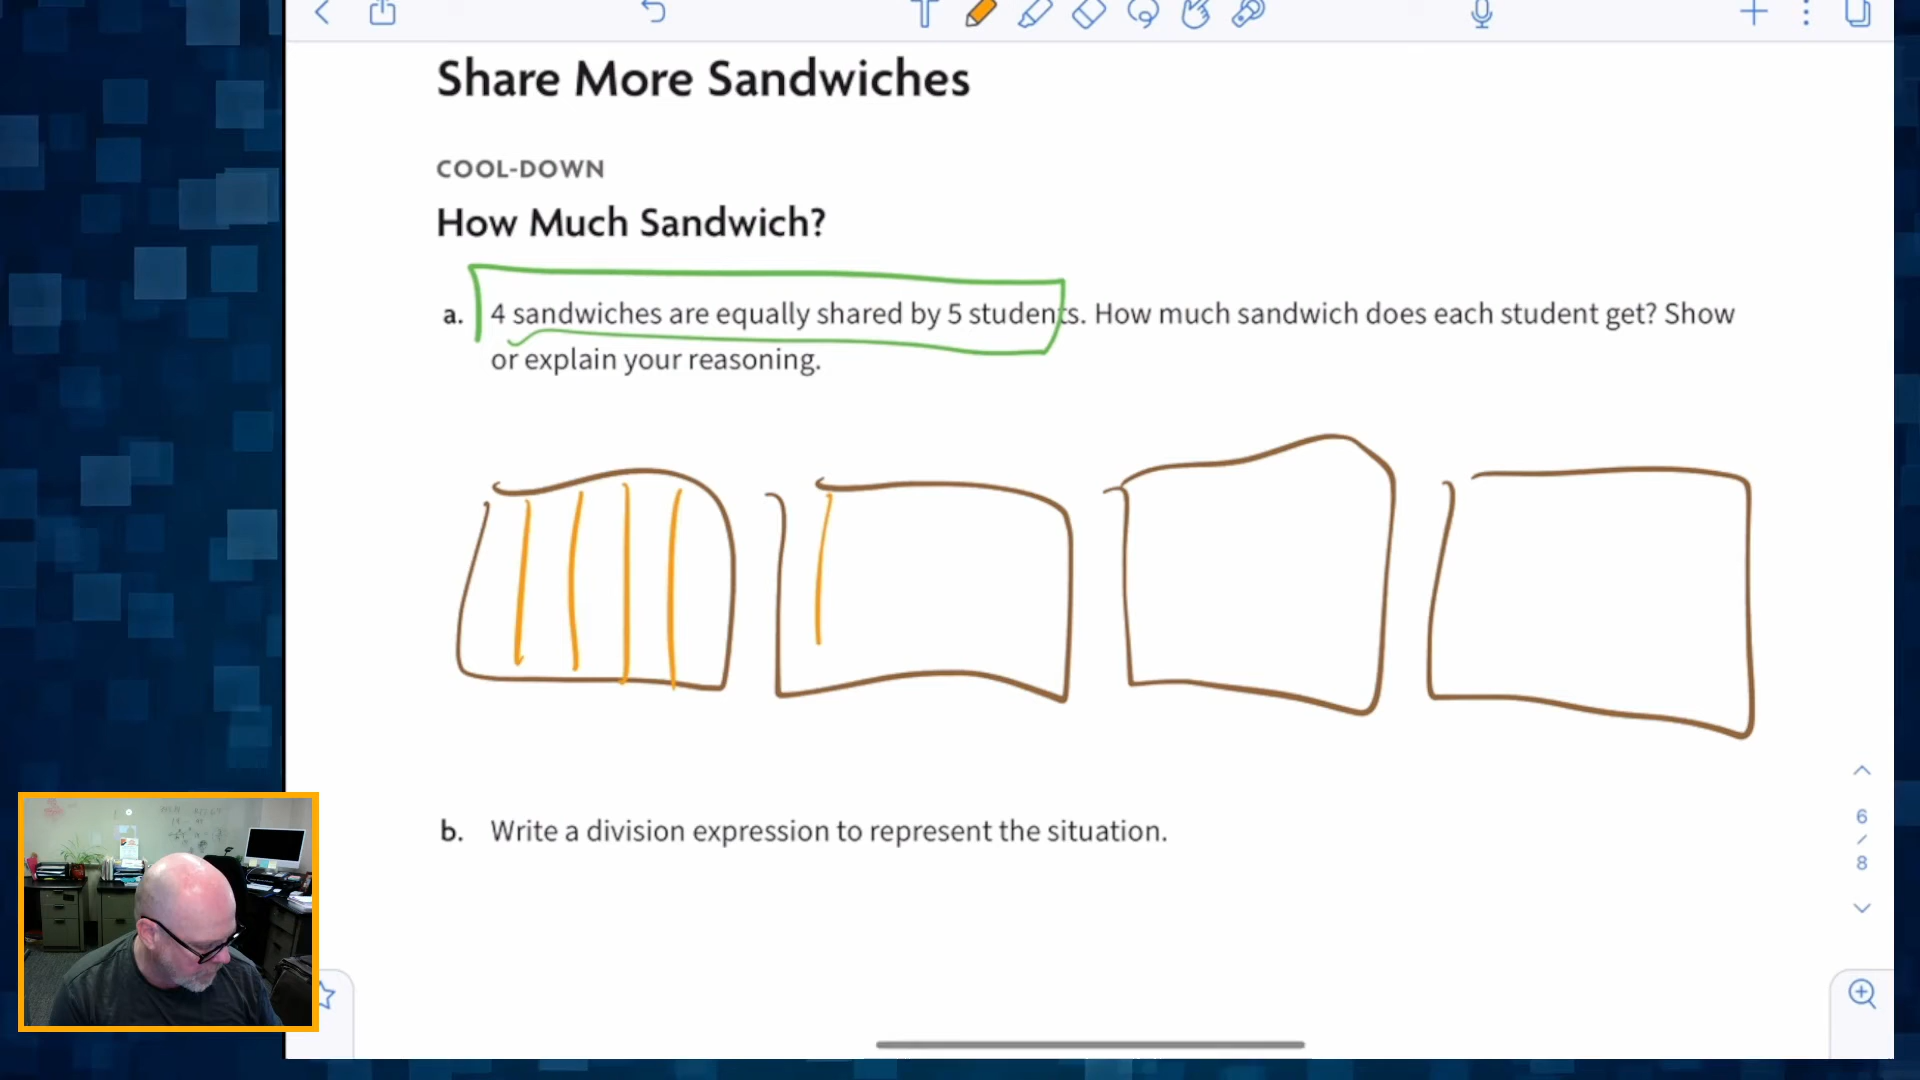 Share More Sandwiches
COOL-DOWN
How Much Sandwich?
a. 4 sandwiches are equally shared by 5 students. How much sandwich does each student get? Show
or explain your reasoning.
b. Write a division expression to represent the situation.
6
/
8